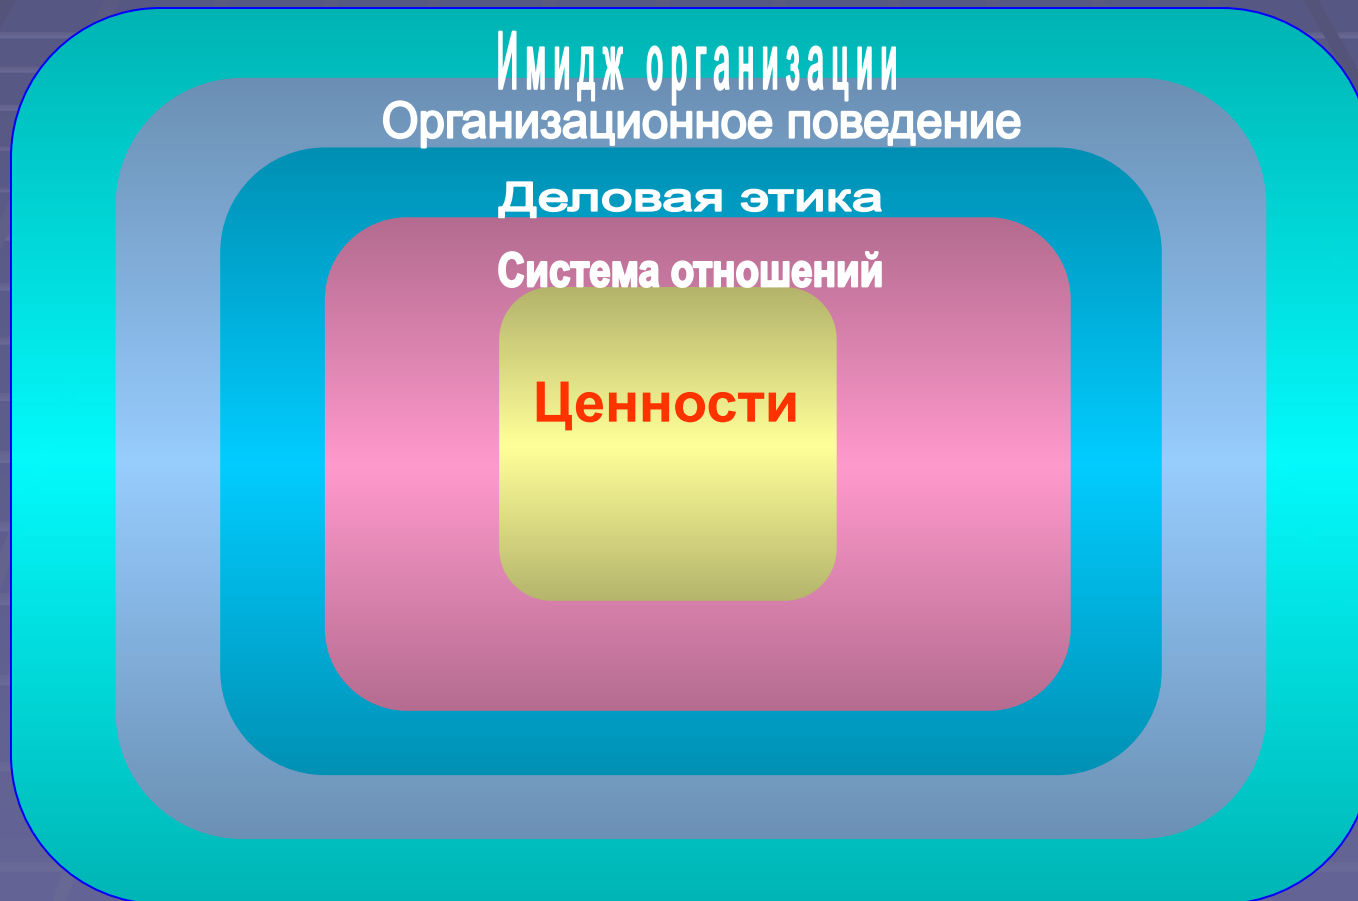 Имидж организации
Организационное поведение
Деловая этика
Система отношений
Ценности